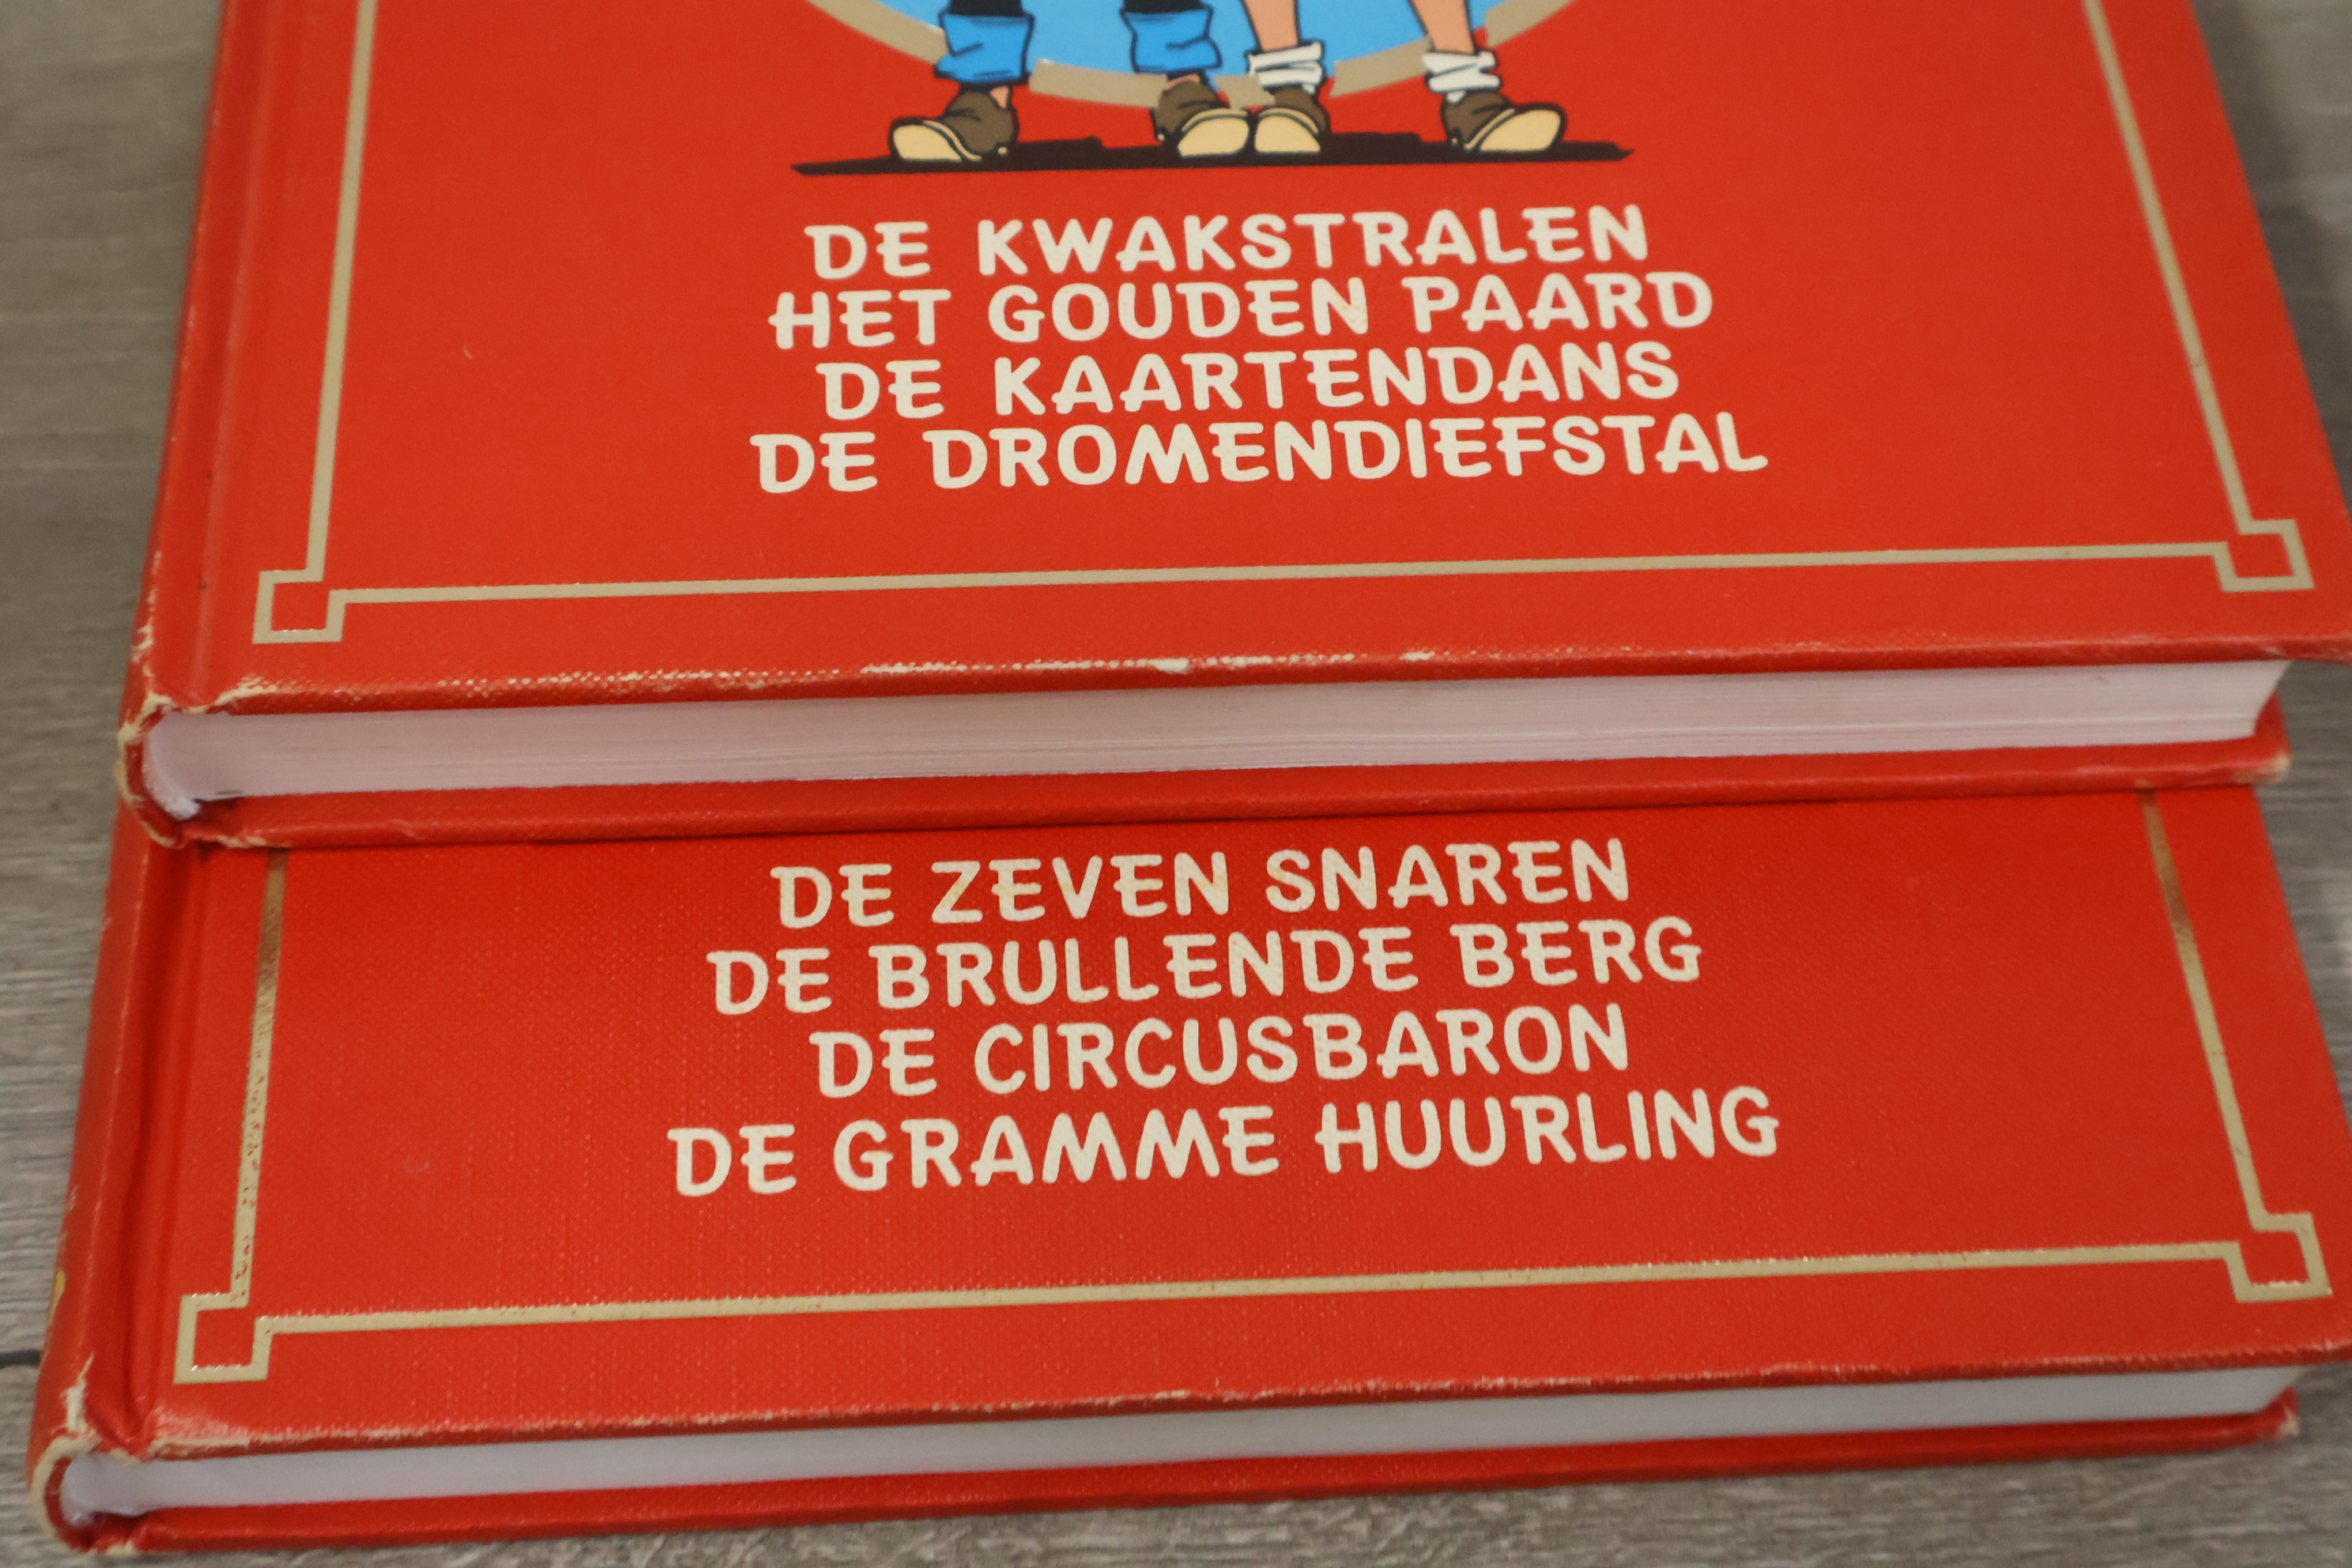 DE KWAKSTRALEN
HET GOUDEN PAARD
DE KAARTENDANS
DE DROMENDIEFSTAL
DE ZEVEN SNAREN
DE BRULLENDE BERG
DE CIRCUSBARON
DE GRAMME HUURLING